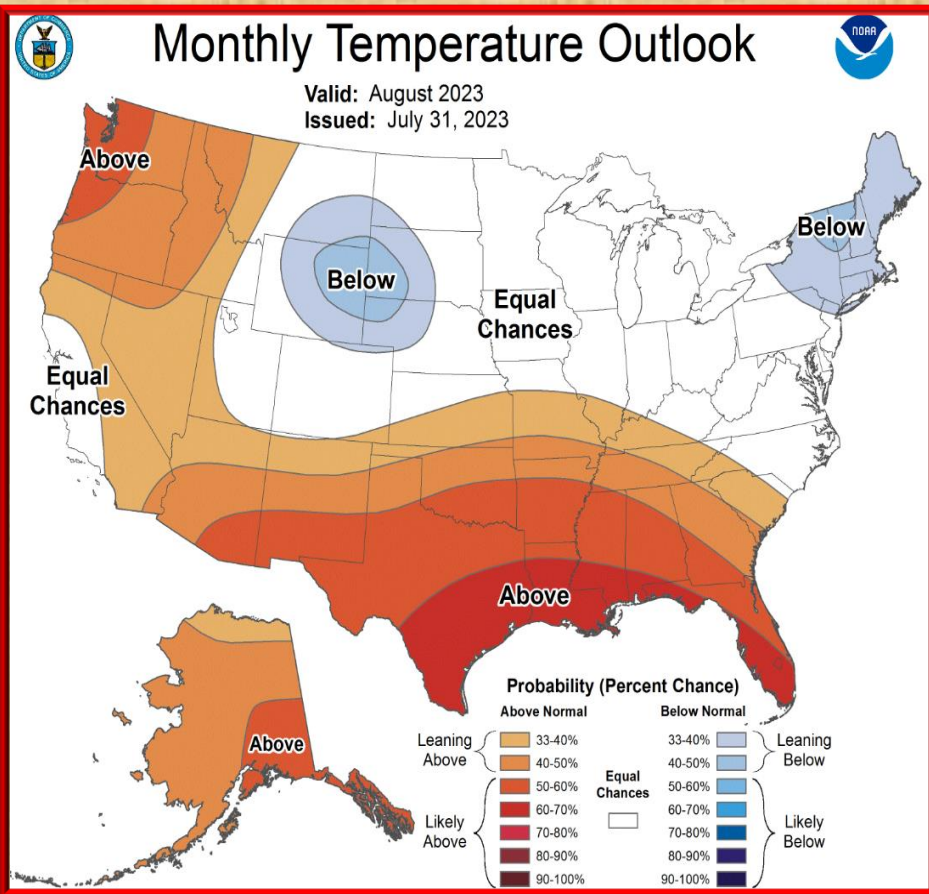 Monthly Temperature Outlook
NOAA
Valid: August 2023
Issued: July 31, 2023
Above
Below
Below
Equal
Chances
Equal
Chances
Above
Above
Probability (Percent Chance)
Above Normal
Below Normal
Leaning
Above
33-40%
40-50%
Likely
Above
50-60%
60-70%
70-80%
80-90%
90-100%
Equal
Chances
33-40%
40-50%
Leaning
Below
50-60%
60-70%
70-80%
80-90%
90-100%
Likely
Below